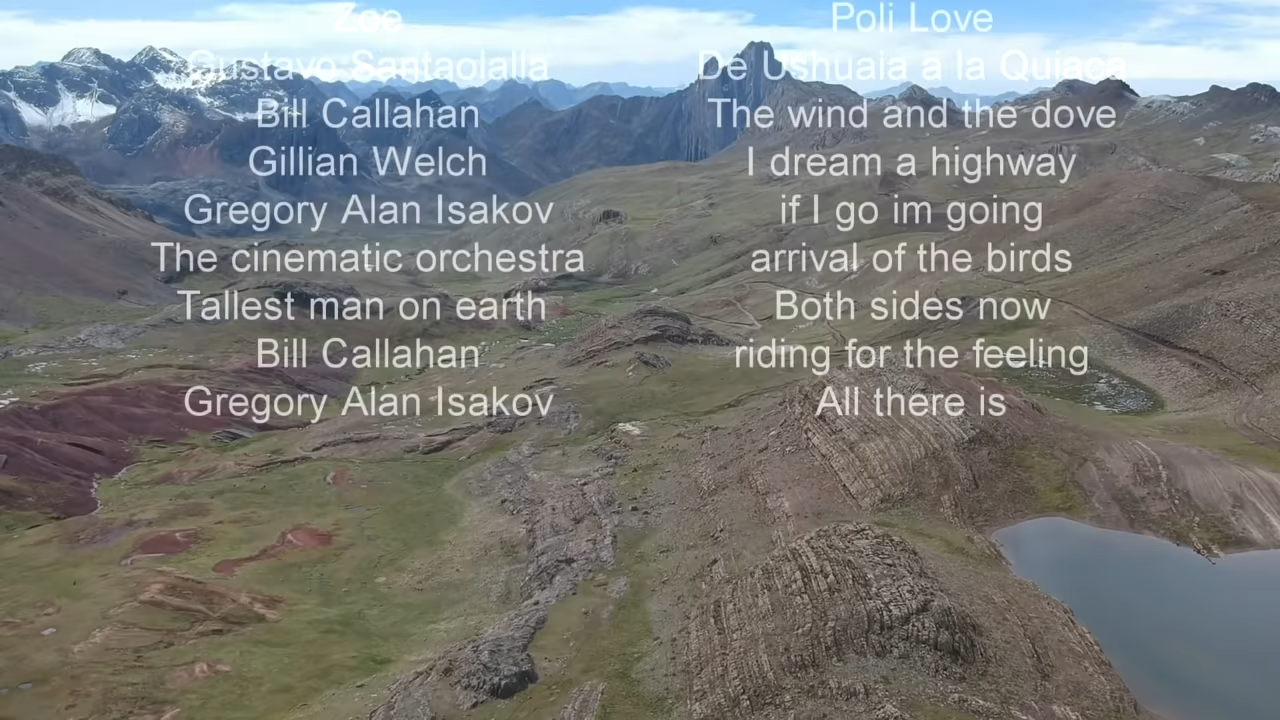 Zoe Poli Love
Gustavo Santaolalla De Ushuaia a la Quiaca
Bill Callahan The wind and the dove
Gillian Welch I dream a highway
Gregory Alan Isakov if I go im going
The cinematic orchestra arrival of the birds
Tallest man on earth Both sides now
Bill Callahan riding for the feeling
Gregory Alan Isakov All there is